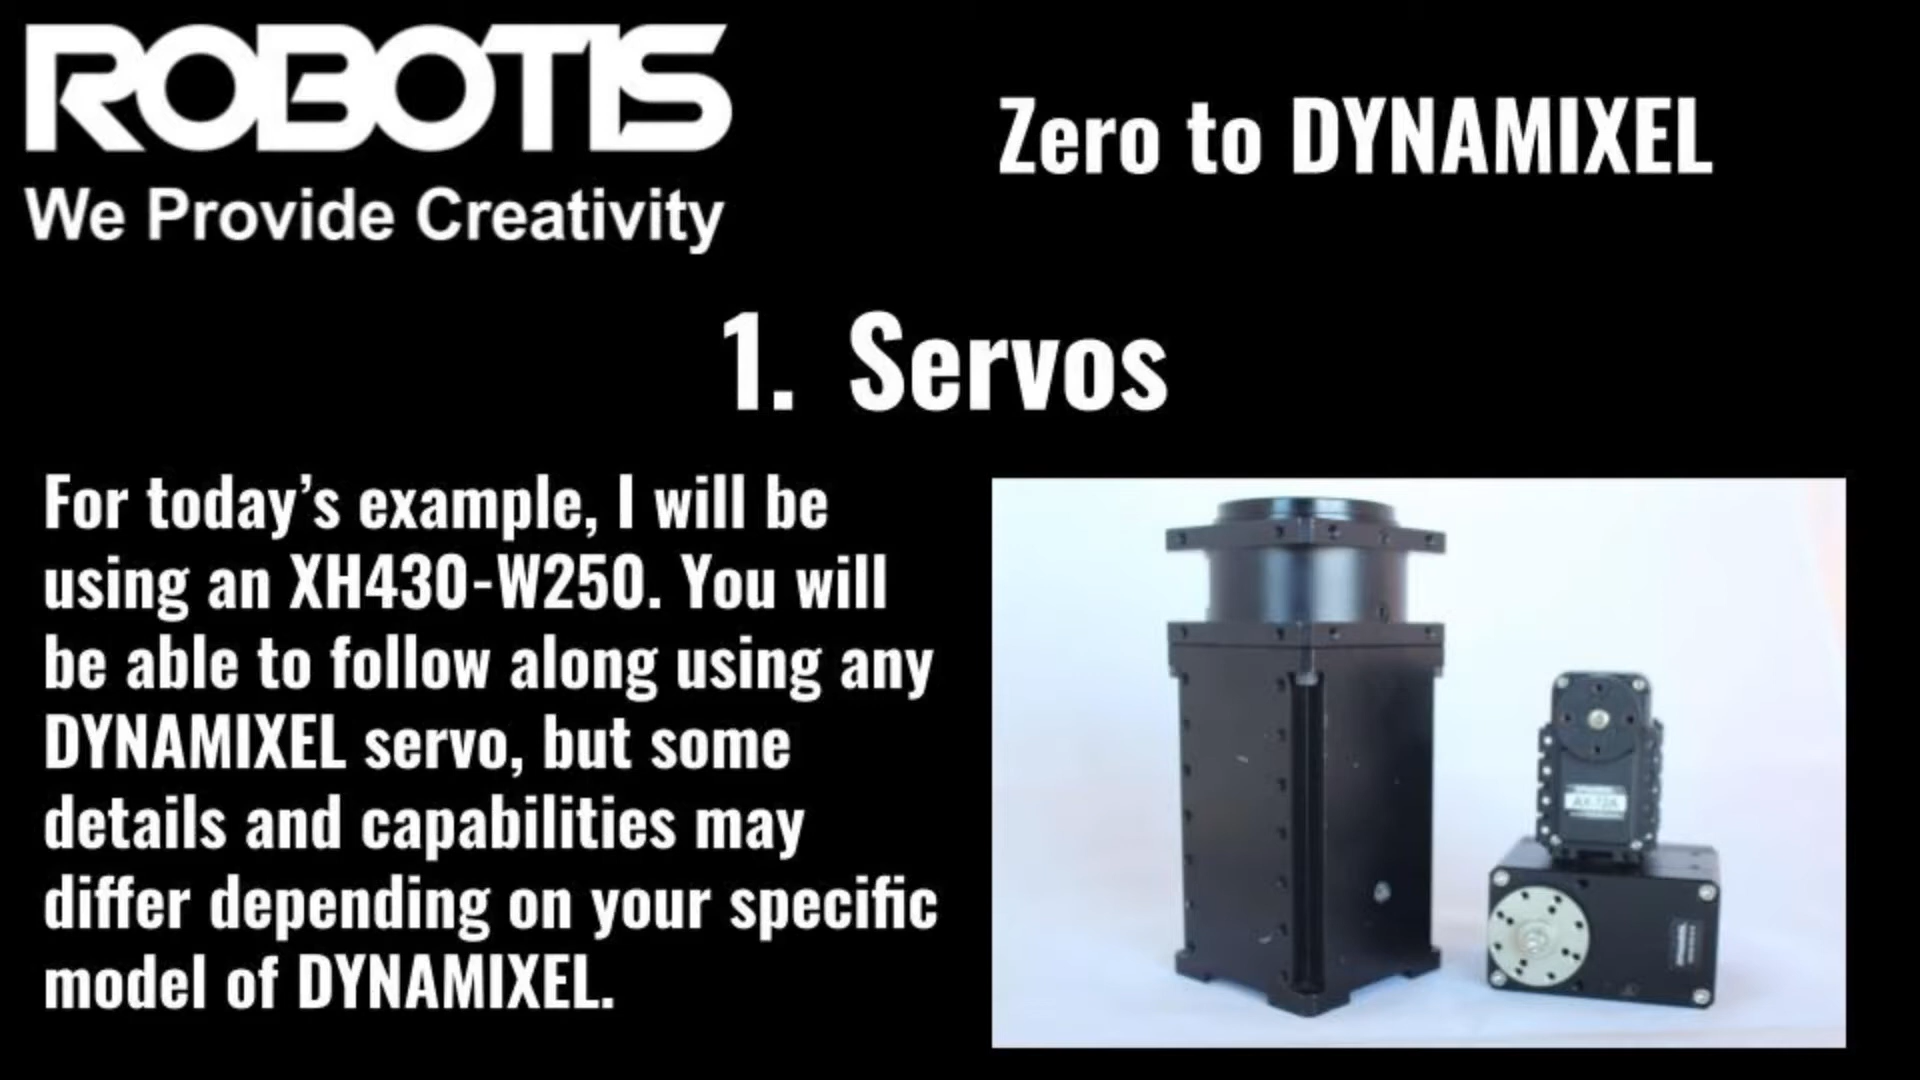 ROBOTIS
We Provide Creativity
Zero to DYNAMIXEL
1. Servos
For today’s example, I will be
using an XH430-W250. You will
be able to follow along using any
DYNAMIXEL servo, but some
details and capabilities may
differ depending on your specific
model of DYNAMIXEL.